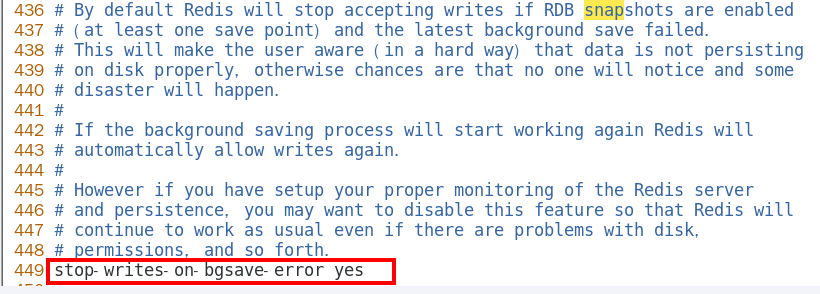 436 # By default Redis will stop accepting writes if RDB snapshots are enabled
437 # (at least one save point) and the latest background save failed.
438 # This will make the user aware (in a hard way) that data is not persisting
439 # on disk properly, otherwise chances are that no one will notice and some
440 # disaster will happen.
441 #
442 # If the background saving process will start working again Redis will
443 # automatically allow writes again.
444 #
445 # However if you have setup your proper monitoring of the Redis server
446 # and persistence, you may want to disable this feature so that Redis will
447 # continue to work as usual even if there are problems with disk,
448 # permissions, and so forth.
449 stop-writes-on-bgsave-error yes